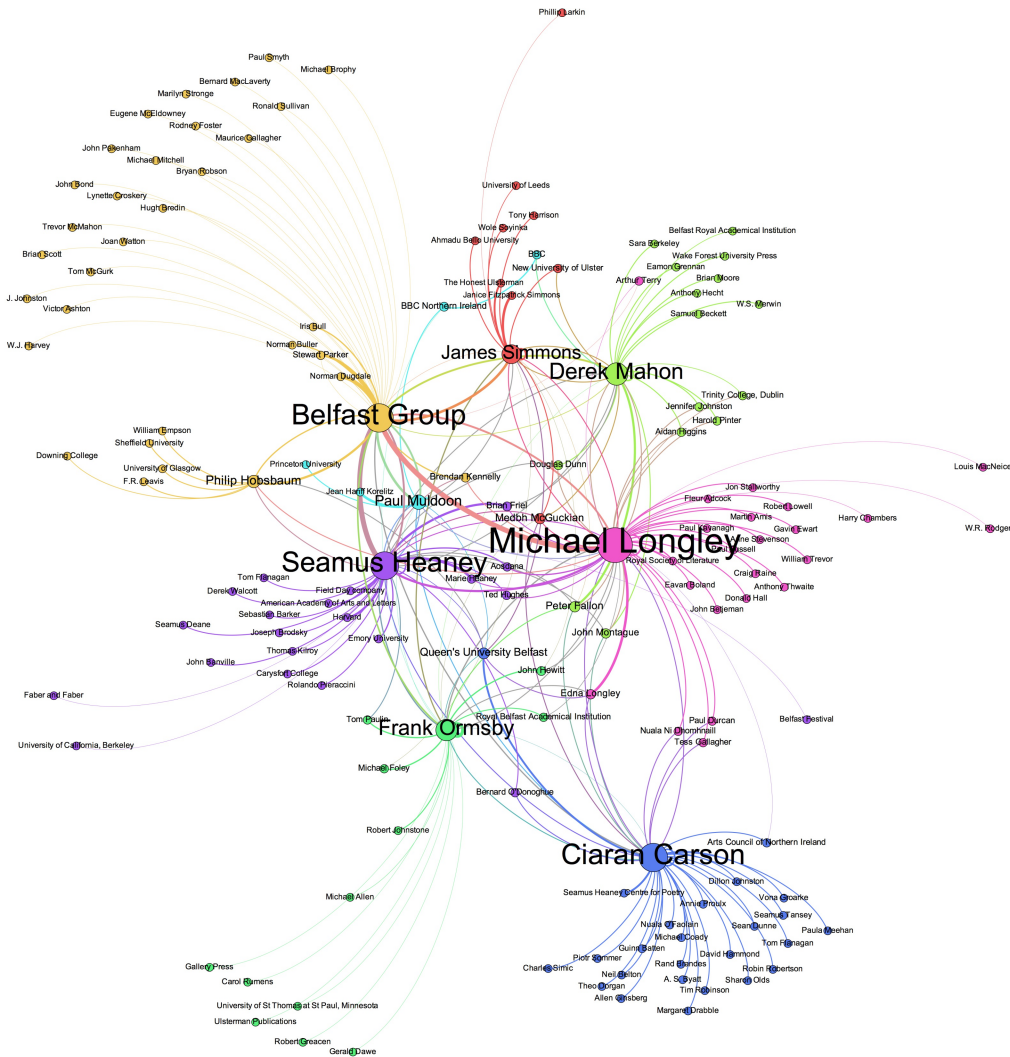 Phillip Larkin
Paul Smyth
Michael Brophy
Bernard MacLaverty
Marilyn Stronge
Ronald Sullivan
Eugene McEldowney
Rodney Foster
Maurice Gallagher
John Pakenham
Michael Mitchell
Bryan Robson
John Bond
Lynette Croskery
Hugh Bredin
Trevor McMahon
Joan Watton
Brian Scott
Tom McGurk
J. Johnston
Victor Ashton
W.J. Harvey
Iris Bull
Norman Buller
Stewart Parker
Norman Dugdale
University of Leeds
Tony Harrison
Wole Soyinka
Ahmadu Bello University
BBC
New University of Ulster
The Honest Ulsterman
Janice Fitzpatrick Simmons
BBC Northern Ireland
Belfast Royal Academical Institution
Sara Berkeley
Wake Forest University Press
Eamon Grennan
Arthur Terry
Brian Moore
Anthony Hecht
W.S. Merwin
Samuel Beckett
James Simmons
Derek Mahon
Trinity College, Dublin
Jennifer Johnston
Harold Pinter
Aidan Higgins
Belfast Group
William Empson
Sheffield University
Downing College
University of Glasgow
F.R. Leavis
Philip Hobsbaum
Princeton University
Jean Hanff Korelitz
Paul Muldoon
Brendan Kennelly
Douglas Dunn
Brian Friel
Medbh McGuckian
Louis MacNeice
Jon Stallworthy
Fleur Adcock
Robert Lowell
Martin Amis
Harry Chambers
Paul Kavanagh
Gavin Ewart
W.R. Rodgers
Anne Stevenson
Michael Longley
Paul Fussell
Royal Society of Literature
William Trevor
Craig Raine
Anthony Thwaite
Eavan Boland
Donald Hall
John Betjeman
Seamus Heaney
Aosdana
Marie Heaney
Ted Hughes
Peter Fallon
John Montague
Tom Flanagan
Derek Walcott
Field Day company
American Academy of Arts and Letters
Sebastian Barker
Harvard
Seamus Deane
Joseph Brodsky
Emory University
Thomas Kilroy
John Banville
Carysfort College
Rolando Pieraccini
Faber and Faber
University of California, Berkeley
Queen's University Belfast
John Hewitt
Edna Longley
Royal Belfast Academical Institution
Tom Paulin
Frank Ormsby
Michael Foley
Belfast Festival
Paul Durcan
Nuala Ni Dhomhnaill
Tess Gallagher
Bernard O'Donoghue
Robert Johnstone
Michael Allen
Gallery Press
Carol Rumens
University of St Thomas at St Paul, Minnesota
Ulsterman Publications
Robert Greacen
Gerald Dawe
Arts Council of Northern Ireland
Ciaran Carson
Dillon Johnston
Seamus Heaney Centre for Poetry
Annie Proulx
Vona Groarke
Seamus Tansey
Nuala O'Faolain
Sean Dunne
Paula Meehan
Michael Coady
Tom Flanagan
Guinn Batten
David Hammond
Piotr Sommer
Rand Brandes
Robin Robertson
Charles Simic
Neil Belton
A. S. Byatt
Sharon Olds
Theo Dorgan
Tim Robinson
Allen Ginsberg
Margaret Drabble